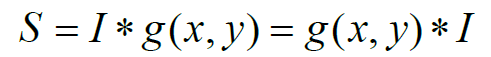 S = I * g(x, y) = g(x, y) * I